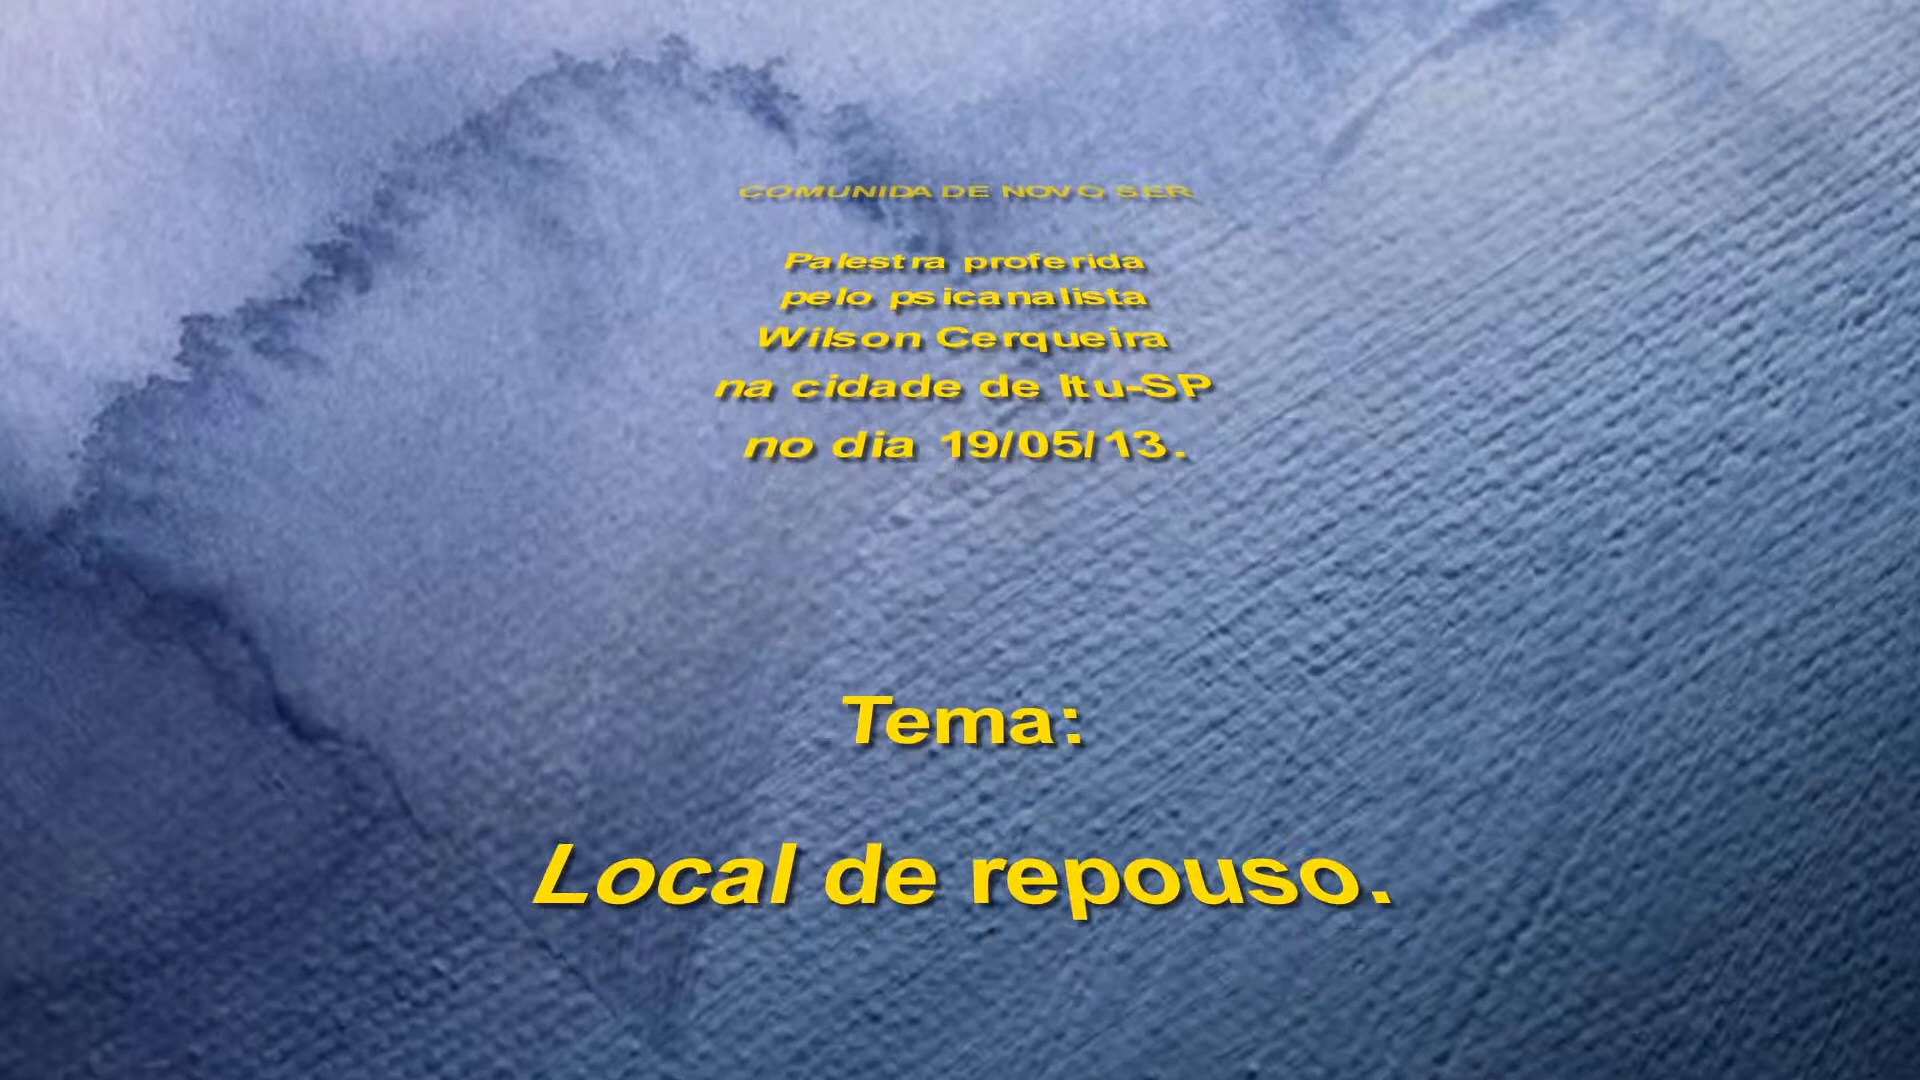 COMUNIDADE NOVO SER
Palestra proferida
pelo psicanalista
Wilson Cerqueira
na cidade de Itu-SP
no dia 19/05/13.
Tema:
Local de repouso.